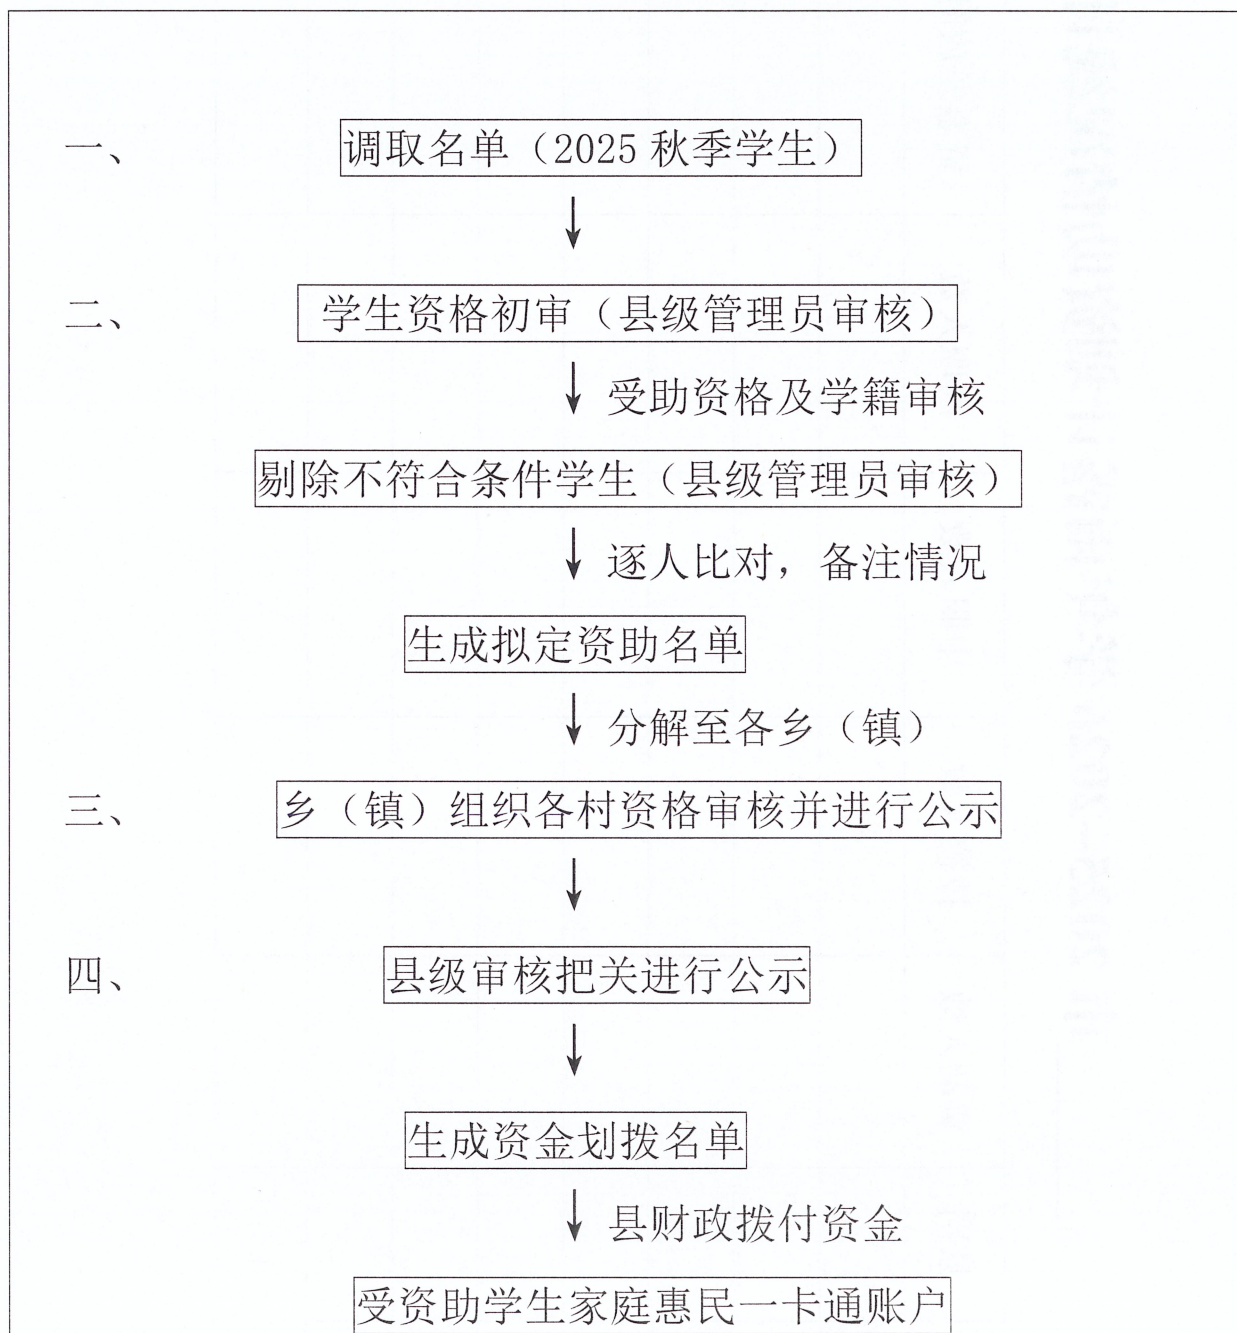 一、 调取名单（2025 秋季学生）
二、 学生资格初审（县级管理员审核）
受助资格及学籍审核
剔除不符合条件学生（县级管理员审核）
逐人比对，备注情况
生成拟定资助名单
分解至各乡（镇）
三、 乡（镇）组织各村资格审核并进行公示
四、 县级审核把关进行公示
生成资金划拨名单
县财政拨付资金
受资助学生家庭惠民一卡通账户